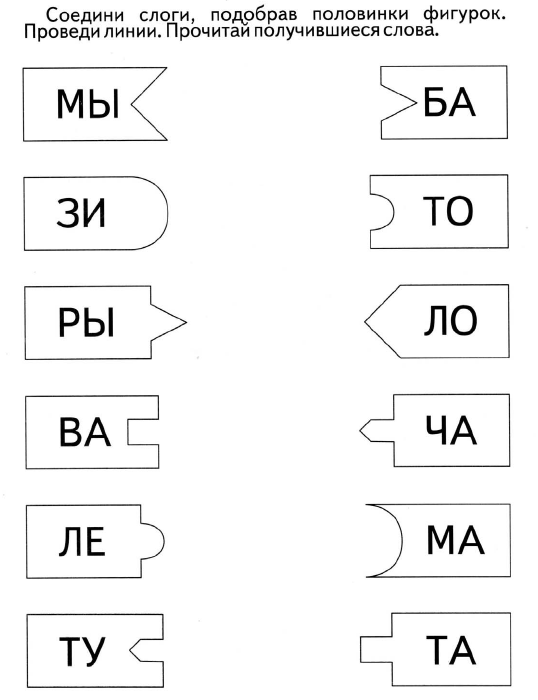 Соедини слоги, подобрав половинки фигурок.
Проведи линии. Прочитай получившиеся слова.
МЫ БА
ЗИ ТО
РЫ ЛО
ВА ЧА
ЛЕ МА
ТУ ТА